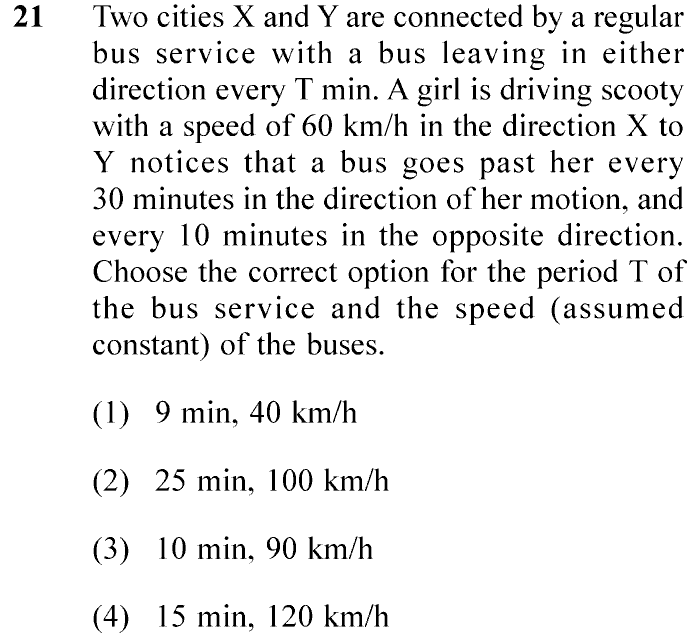 21 Two cities X and Y are connected by a regular
bus service with a bus leaving in either
direction every T min. A girl is driving scooty
with a speed of 60 km/h in the direction X to
Y notices that a bus goes past her every
30 minutes in the direction of her motion, and
every 10 minutes in the opposite direction.
Choose the correct option for the period T of
the bus service and the speed (assumed
constant) of the buses.
(1) 9 min, 40 km/h
(2) 25 min, 100 km/h
(3) 10 min, 90 km/h
(4) 15 min, 120 km/h